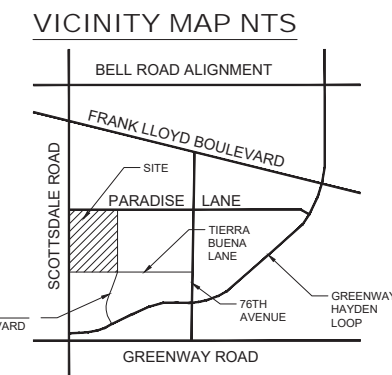 VICINITY MAP NTS
BELL ROAD ALIGNMENT
FRANK LLOYD BOULEVARD
SCOTTSDALE ROAD
SITE
PARADISE LANE
TIERRA
BUENA
LANE
VARD
76TH
AVENUE
GREENWAY
HAYDEN
LOOP
GREENWAY ROAD